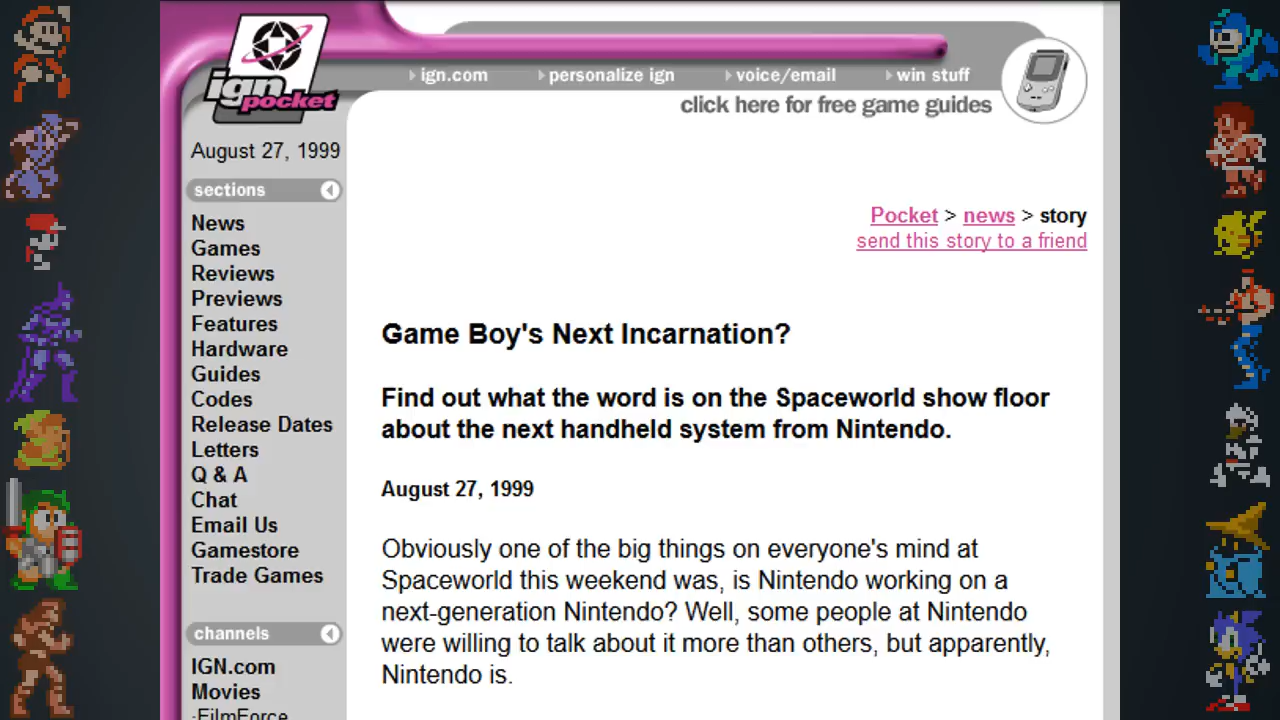 ign.com
personalize ign
voice/email
win stuff
ign
pocket
click here for free game guides
August 27, 1999
sections
News
Games
Reviews
Previews
Features
Hardware
Guides
Codes
Release Dates
Letters
Q & A
Chat
Email Us
Gamestore
Trade Games
channels
IGN.com
Movies
·FilmForce
Pocket > news > story
send this story to a friend
Game Boy's Next Incarnation?
Find out what the word is on the Spaceworld show floor
about the next handheld system from Nintendo.
August 27, 1999
Obviously one of the big things on everyone's mind at
Spaceworld this weekend was, is Nintendo working on a
next-generation Nintendo? Well, some people at Nintendo
were willing to talk about it more than others, but apparently,
Nintendo is.